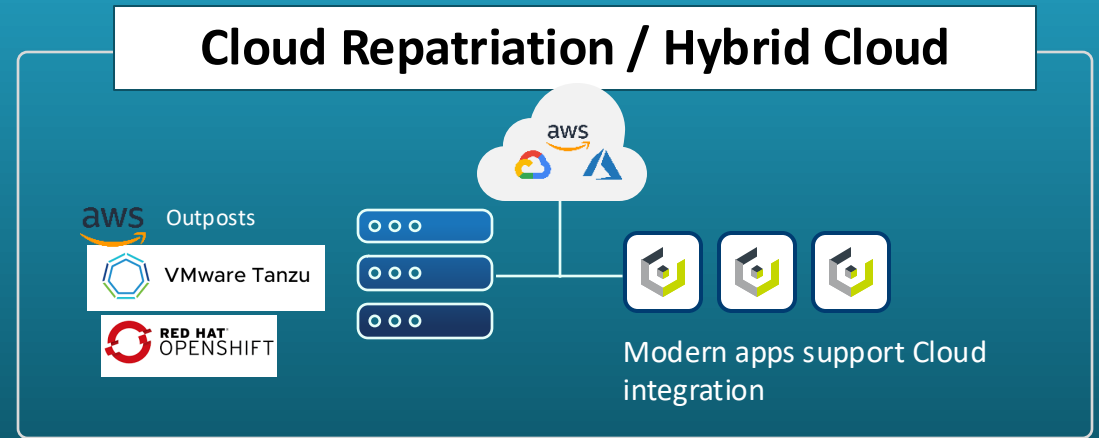 Cloud Repatriation / Hybrid Cloud
aws
aws Outposts
VMware Tanzu
RED HAT
OPENSHIFT
Modern apps support Cloud
integration